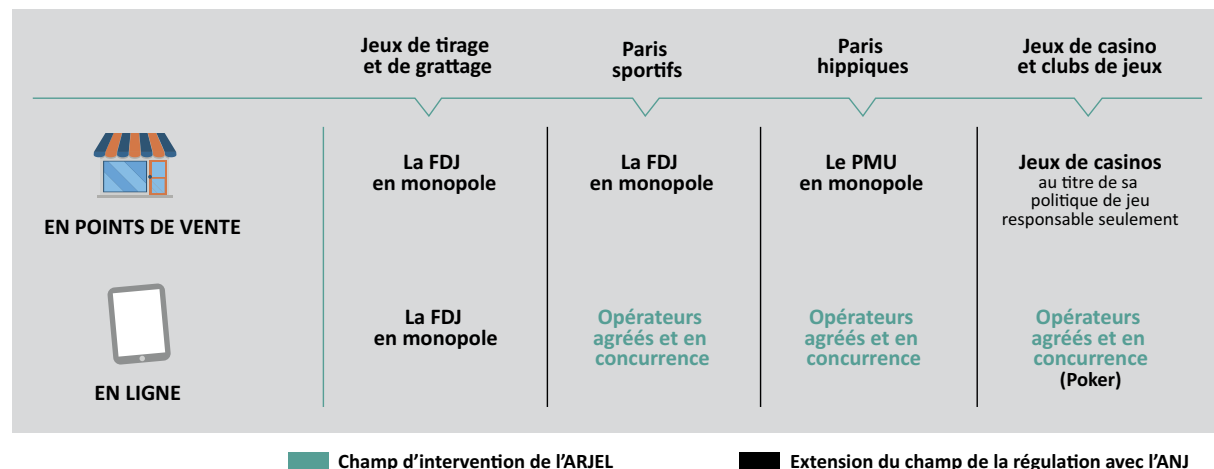 Jeux de tirage
et de grattage
Paris
sportifs
Paris
hippiques
Jeux de casino
et clubs de jeux
EN POINTS DE VENTE
La FDJ
en monopole
La FDJ
en monopole
Le PMU
en monopole
Jeux de casinos
au titre de sa
politique de jeu
responsable seulement
EN LIGNE
La FDJ
en monopole
Opérateurs
agréés et en
concurrence
Opérateurs
agréés et en
concurrence
Opérateurs
agréés et en
concurrence
(Poker)
Champ d'intervention de l'ARJEL
Extension du champ de la régulation avec l'ANJ